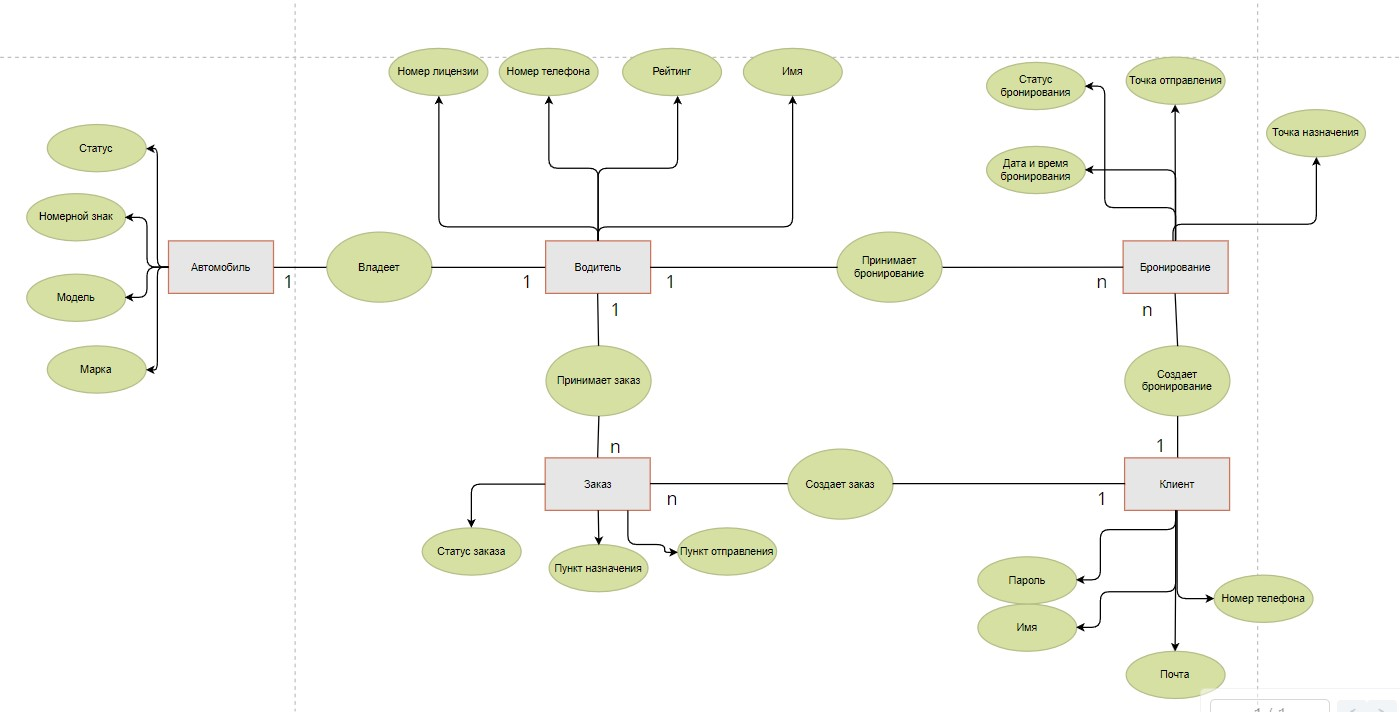 Номер лицензии
Номер телефона
Рейтинг
Имя
Статус
бронирования
Точка отправления
Точка назначения
Статус
Дата и время
бронирования
Номерной знак
Автомобиль
1
Владеет
1
Водитель
1
Принимает
бронирование
n
Бронирование
Модель
1
n
Марка
Принимает заказ
Создает
бронирование
n
1
Заказ
n
Создает заказ
1
Клиент
Статус заказа
Пункт назначения
Пункт отправления
Пароль
Номер телефона
Имя
Почта
1 / 1